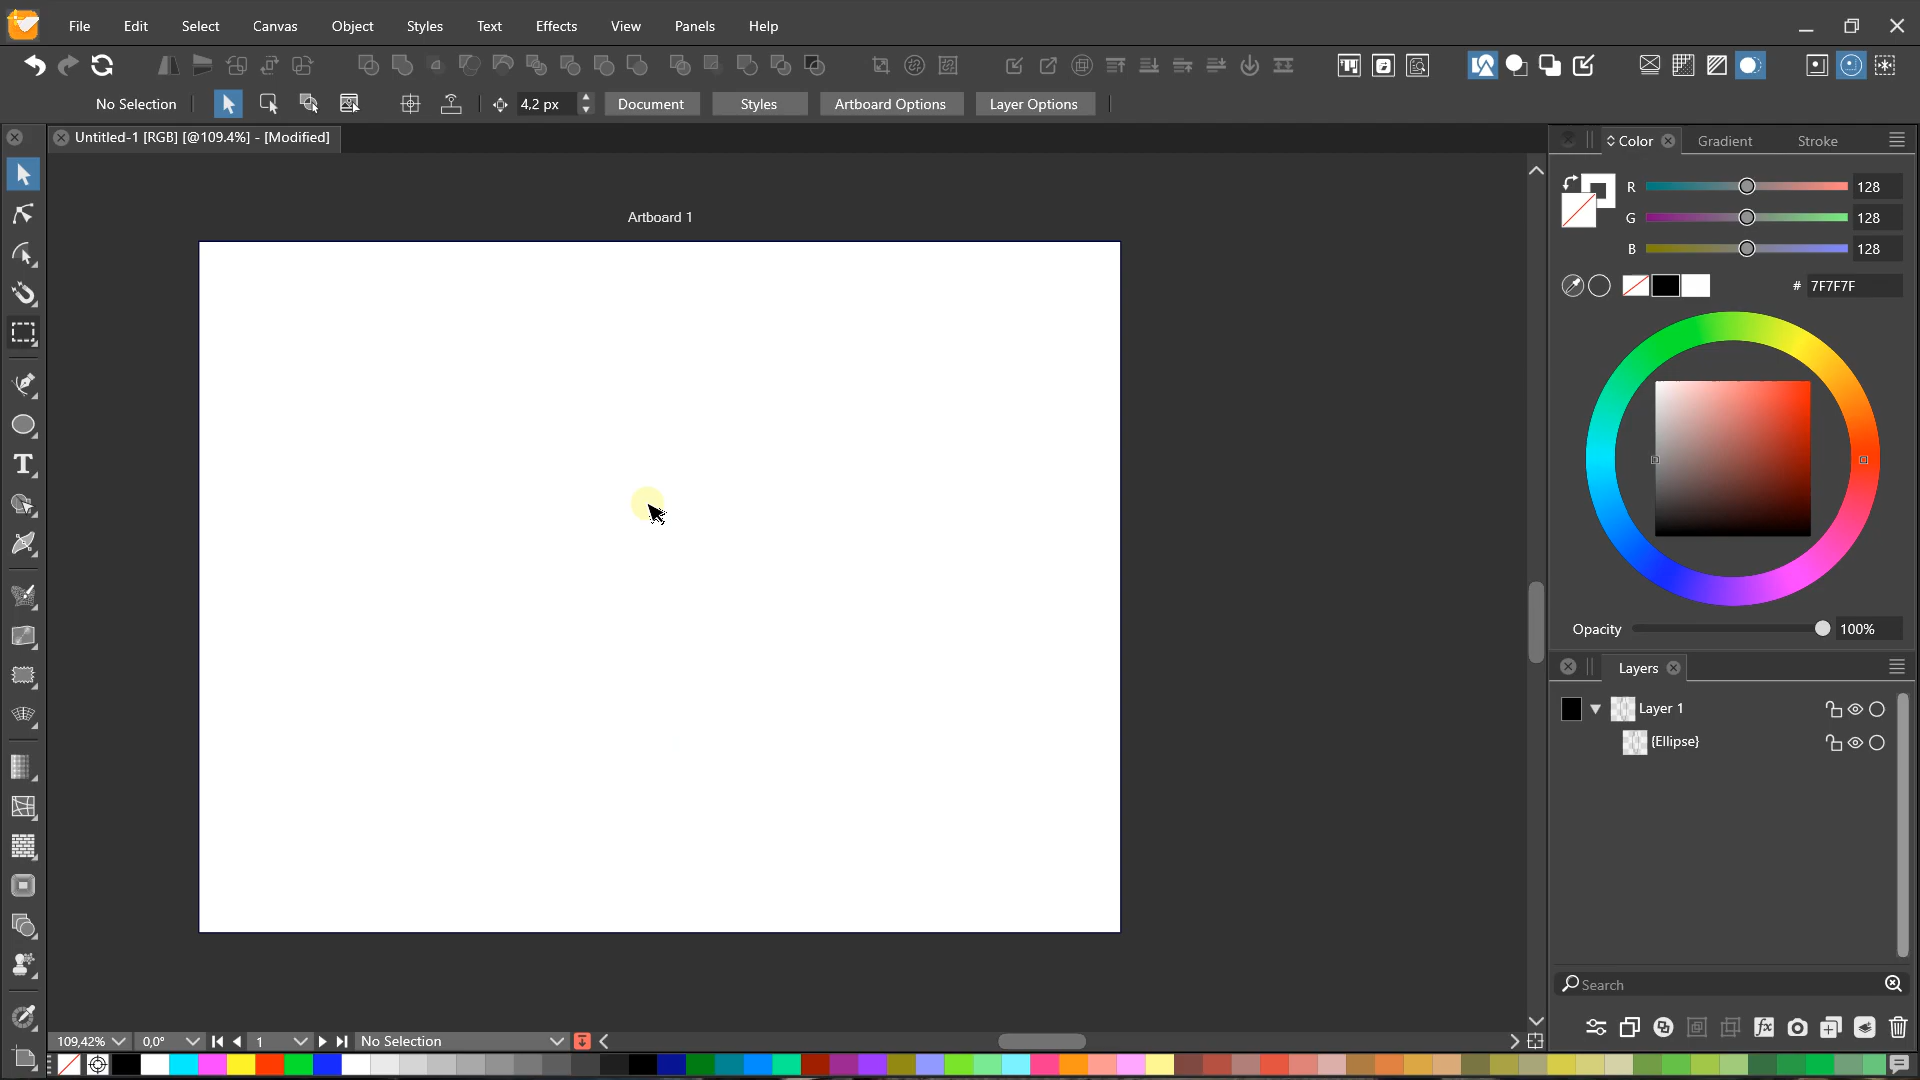 File Edit Select Canvas Object Styles Text Effects View Panels Help
No Selection 4,2 px Document Styles Artboard Options Layer Options
Untitled-1 [RGB] [@109.4%] - [Modified]
Color Gradient Stroke
R 128
G 128
B 128
# 7F7F7F
Artboard 1
Opacity 100%
Layers
Layer 1
{Ellipse}
Search
109,42% 0,0° 1 No Selection